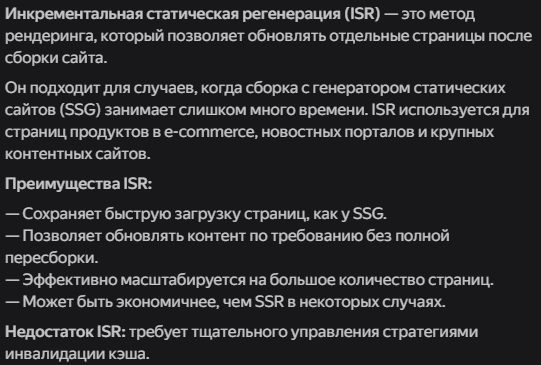 Инкрементальная статическая регенерация (ISR) — это метод
рендеринга, который позволяет обновлять отдельные страницы после
сборки сайта.
Он подходит для случаев, когда сборка с генератором статических
сайтов (SSG) занимает слишком много времени. ISR используется для
страниц продуктов в e-commerce, новостных порталов и крупных
контентных сайтов.
Преимущества ISR:
— Сохраняет быструю загрузку страниц, как у SSG.
— Позволяет обновлять контент по требованию без полной
пересборки.
— Эффективно масштабируется на большое количество страниц.
— Может быть экономичнее, чем SSR в некоторых случаях.
Недостаток ISR: требует тщательного управления стратегиями
инвалидации кэша.